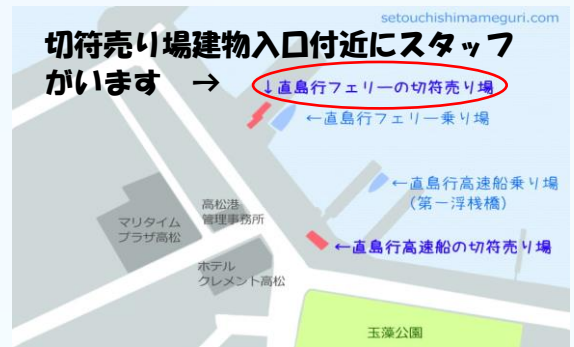 setouchishimameguri.com
切符売り場建物入口付近にスタッフ
がいます →
↓直島行フェリーの切符売り場
←直島行フェリー乗り場
←直島行高速船乗り場
(第一浮桟橋)
高松港
管理事務所
マリタイム
プラザ高松
←直島行高速船の切符売り場
ホテル
クレメント高松
玉藻公園